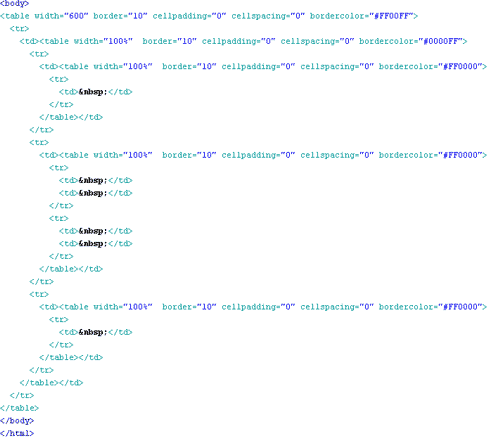 <body>
<table width="600" border="10" cellpadding="0" cellspacing="0" bordercolor="#FF00FF">
<tr>
<td><table width="100%"  border="10" cellpadding="0" cellspacing="0" bordercolor="#0000FF">
<tr>
<td><table width="100%"  border="10" cellpadding="0" cellspacing="0" bordercolor="#FF0000">
<tr>
<td>&nbsp;</td>
</tr>
</table></td>
</tr>
<tr>
<td><table width="100%"  border="10" cellpadding="0" cellspacing="0" bordercolor="#FF0000">
<tr>
<td>&nbsp;</td>
<td>&nbsp;</td>
</tr>
<tr>
<td>&nbsp;</td>
<td>&nbsp;</td>
</tr>
</table></td>
</tr>
<tr>
<td><table width="100%"  border="10" cellpadding="0" cellspacing="0" bordercolor="#FF0000">
<tr>
<td>&nbsp;</td>
</tr>
</table></td>
</tr>
</table></td>
</tr>
</table>
</body>
</html>